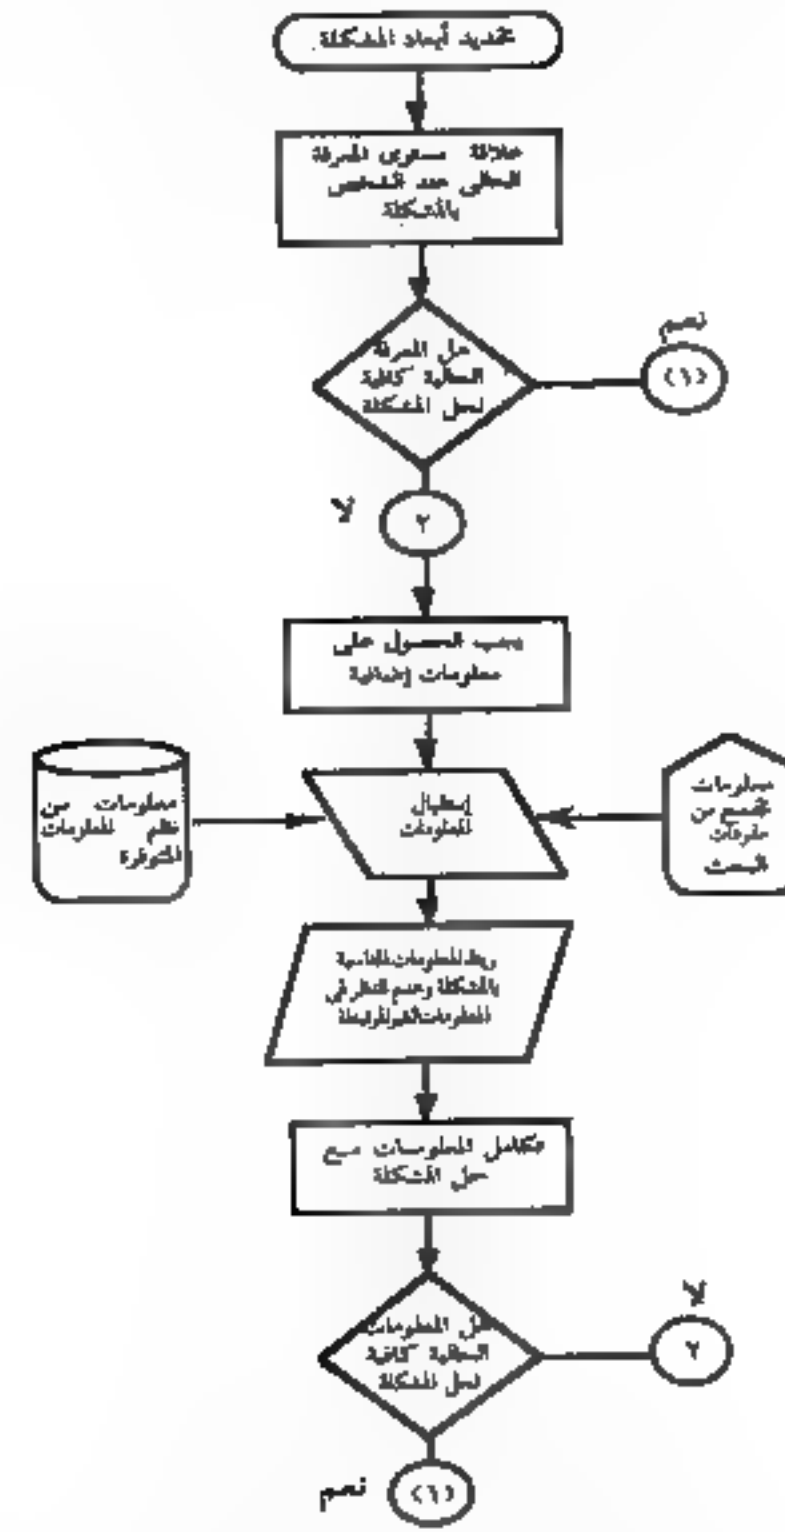 تحديد أبعاد المشكلة
علاقة مستوى المعرفة
الحالي عند الشخص
بالمشكلة
هل المعرفة
الحالية كافية
لحل المشكلة
نعم
(١)
لا
٢
يجب الحصول على
معلومات إضافية
معلومات من
نظم المعلومات
المتوفرة
إستقبال
المعلومات
معلومات
تجمع من
البحث
ربط المعلومات المناسبة
بالمشكلة وعدم النظر في
المعلومات الغير المرتبطة
تكامل المعلومات مع
حل المشكلة
هل المعلومات
الحالية كافية
لحل المشكلة
لا
٢
نعم
(١)